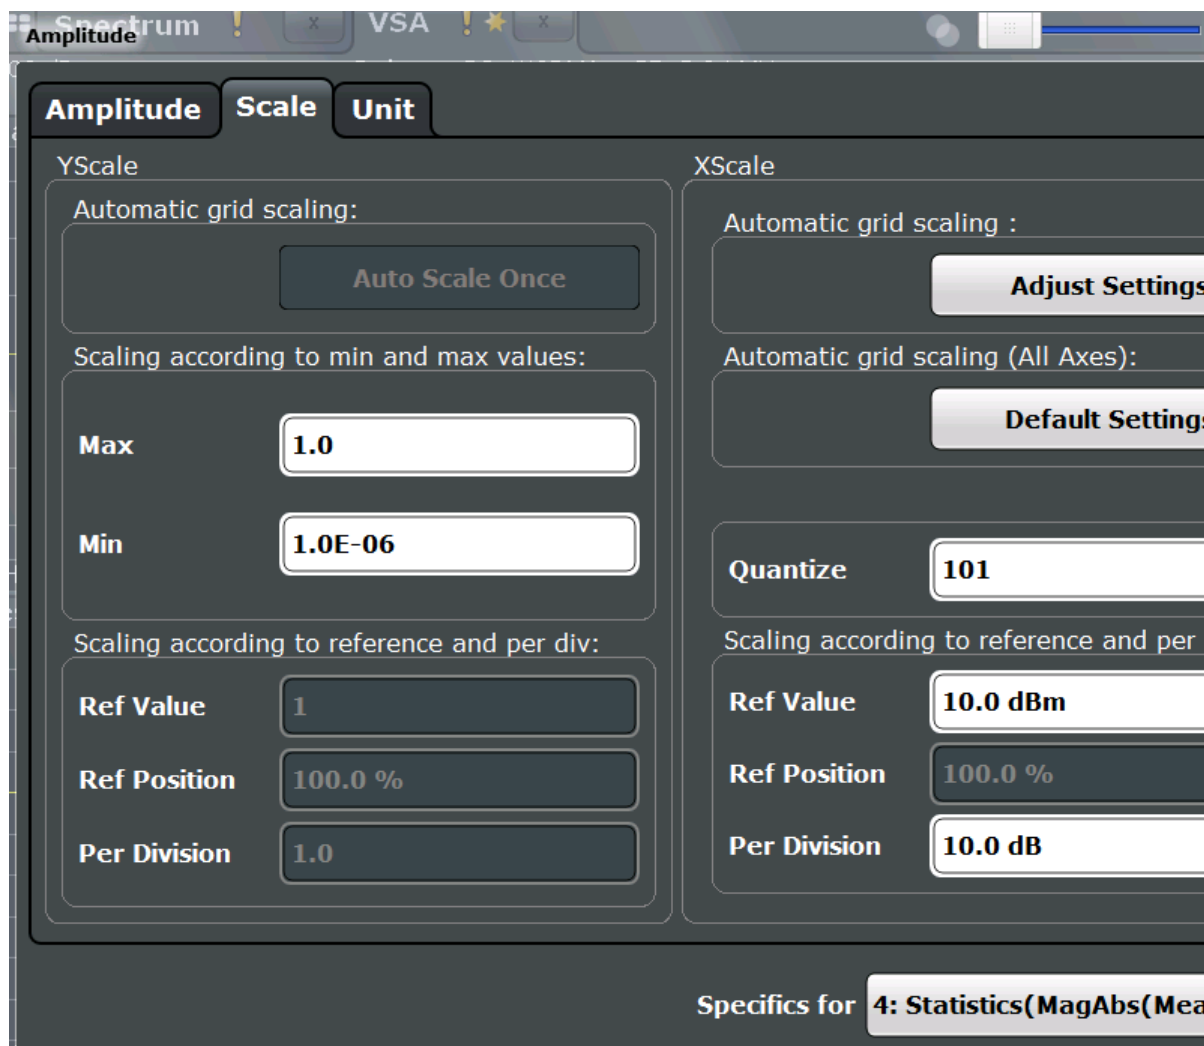 Spectrum ! x VSA ! x
Amplitude
Amplitude Scale Unit
YScale
Automatic grid scaling:
Auto Scale Once
Scaling according to min and max values:
Max 1.0
Min 1.0E-06
Scaling according to reference and per div:
Ref Value 1
Ref Position 100.0 %
Per Division 1.0
XScale
Automatic grid scaling :
Adjust Settings
Automatic grid scaling (All Axes):
Default Settings
Quantize 101
Scaling according to reference and per
Ref Value 10.0 dBm
Ref Position 100.0 %
Per Division 10.0 dB
Specifics for 4: Statistics(MagAbs(Mea